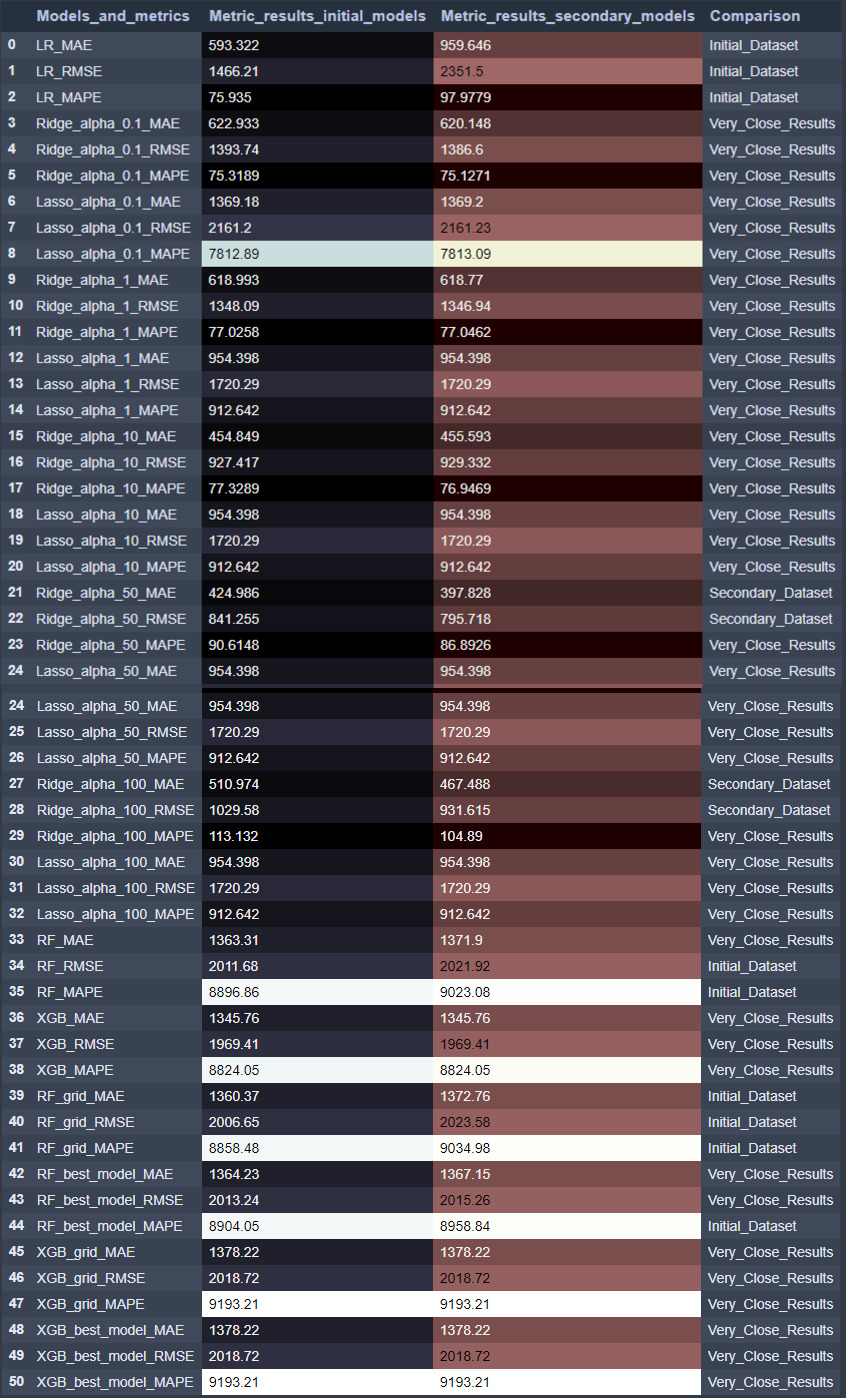 Models_and_metrics Metric_results_initial_models Metric_results_secondary_models Comparison
0 LR_MAE 593.322 959.646 Initial_Dataset
1 LR_RMSE 1466.21 2351.5 Initial_Dataset
2 LR_MAPE 75.935 97.9779 Initial_Dataset
3 Ridge_alpha_0.1_MAE 622.933 620.148 Very_Close_Results
4 Ridge_alpha_0.1_RMSE 1393.74 1386.6 Very_Close_Results
5 Ridge_alpha_0.1_MAPE 75.3189 75.1271 Very_Close_Results
6 Lasso_alpha_0.1_MAE 1369.18 1369.2 Very_Close_Results
7 Lasso_alpha_0.1_RMSE 2161.2 2161.23 Very_Close_Results
8 Lasso_alpha_0.1_MAPE 7812.89 7813.09 Very_Close_Results
9 Ridge_alpha_1_MAE 618.993 618.77 Very_Close_Results
10 Ridge_alpha_1_RMSE 1348.09 1346.94 Very_Close_Results
11 Ridge_alpha_1_MAPE 77.0258 77.0462 Very_Close_Results
12 Lasso_alpha_1_MAE 954.398 954.398 Very_Close_Results
13 Lasso_alpha_1_RMSE 1720.29 1720.29 Very_Close_Results
14 Lasso_alpha_1_MAPE 912.642 912.642 Very_Close_Results
15 Ridge_alpha_10_MAE 454.849 455.593 Very_Close_Results
16 Ridge_alpha_10_RMSE 927.417 929.332 Very_Close_Results
17 Ridge_alpha_10_MAPE 77.3289 76.9469 Very_Close_Results
18 Lasso_alpha_10_MAE 954.398 954.398 Very_Close_Results
19 Lasso_alpha_10_RMSE 1720.29 1720.29 Very_Close_Results
20 Lasso_alpha_10_MAPE 912.642 912.642 Very_Close_Results
21 Ridge_alpha_50_MAE 424.986 397.828 Secondary_Dataset
22 Ridge_alpha_50_RMSE 841.255 795.718 Secondary_Dataset
23 Ridge_alpha_50_MAPE 90.6148 86.8926 Very_Close_Results
24 Lasso_alpha_50_MAE 954.398 954.398 Very_Close_Results
24 Lasso_alpha_50_MAE 954.398 954.398 Very_Close_Results
25 Lasso_alpha_50_RMSE 1720.29 1720.29 Very_Close_Results
26 Lasso_alpha_50_MAPE 912.642 912.642 Very_Close_Results
27 Ridge_alpha_100_MAE 510.974 467.488 Secondary_Dataset
28 Ridge_alpha_100_RMSE 1029.58 931.615 Secondary_Dataset
29 Ridge_alpha_100_MAPE 113.132 104.89 Very_Close_Results
30 Lasso_alpha_100_MAE 954.398 954.398 Very_Close_Results
31 Lasso_alpha_100_RMSE 1720.29 1720.29 Very_Close_Results
32 Lasso_alpha_100_MAPE 912.642 912.642 Very_Close_Results
33 RF_MAE 1363.31 1371.9 Very_Close_Results
34 RF_RMSE 2011.68 2021.92 Initial_Dataset
35 RF_MAPE 8896.86 9023.08 Initial_Dataset
36 XGB_MAE 1345.76 1345.76 Very_Close_Results
37 XGB_RMSE 1969.41 1969.41 Very_Close_Results
38 XGB_MAPE 8824.05 8824.05 Very_Close_Results
39 RF_grid_MAE 1360.37 1372.76 Initial_Dataset
40 RF_grid_RMSE 2006.65 2023.58 Initial_Dataset
41 RF_grid_MAPE 8858.48 9034.98 Initial_Dataset
42 RF_best_model_MAE 1364.23 1367.15 Very_Close_Results
43 RF_best_model_RMSE 2013.24 2015.26 Very_Close_Results
44 RF_best_model_MAPE 8904.05 8958.84 Initial_Dataset
45 XGB_grid_MAE 1378.22 1378.22 Very_Close_Results
46 XGB_grid_RMSE 2018.72 2018.72 Very_Close_Results
47 XGB_grid_MAPE 9193.21 9193.21 Very_Close_Results
48 XGB_best_model_MAE 1378.22 1378.22 Very_Close_Results
49 XGB_best_model_RMSE 2018.72 2018.72 Very_Close_Results
50 XGB_best_model_MAPE 9193.21 9193.21 Very_Close_Results